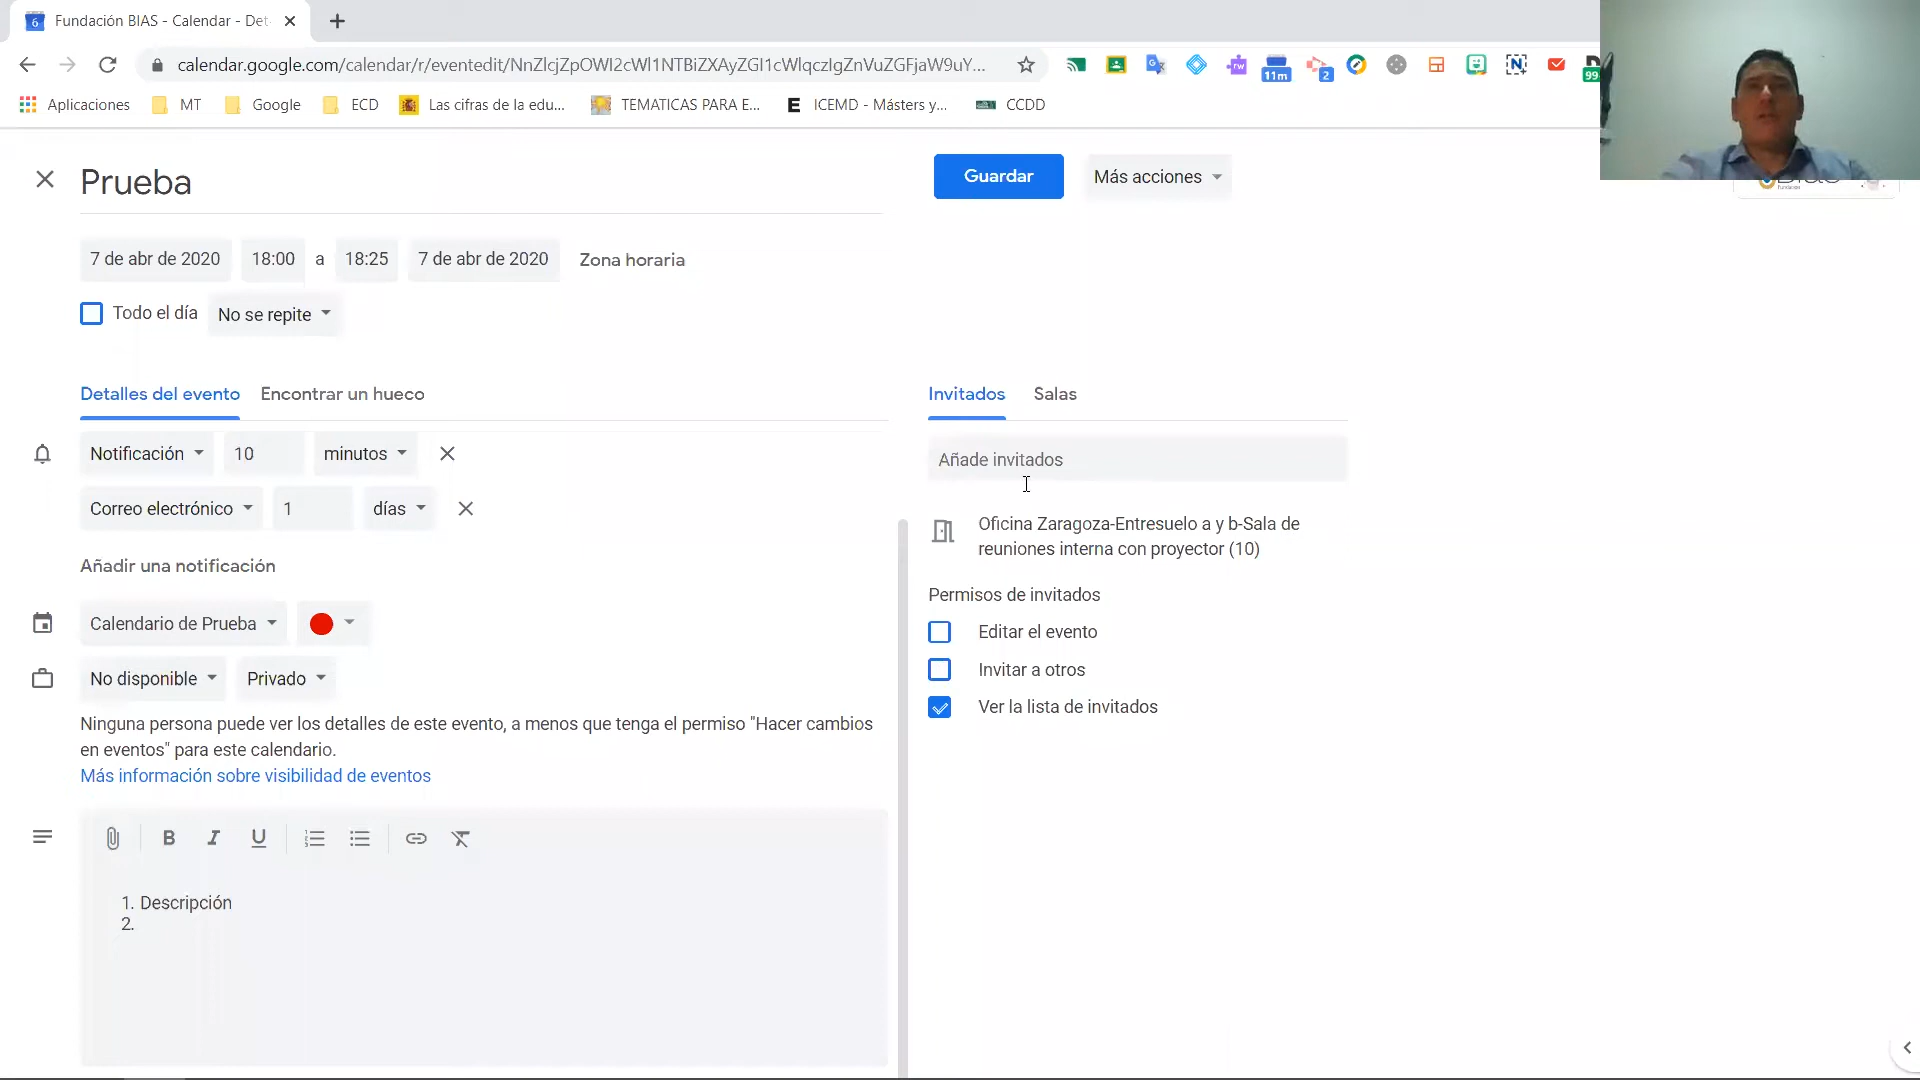 Fundación BIAS - Calendar - Det
calendar.google.com/calendar/r/eventedit/NnZlcjZpOWI2cWl1NTBiZXAyZGI1cWlqczIgZnVuZGFjaW9uY...
11m
2
99
Aplicaciones
MT
Google
ECD
Las cifras de la edu...
TEMATICAS PARA E...
ICEMD - Másters y...
CCDD
Prueba
Guardar
Más acciones
7 de abr de 2020
18:00
a
18:25
7 de abr de 2020
Zona horaria
Todo el día
No se repite
Detalles del evento
Encontrar un hueco
Invitados
Salas
Notificación
10
minutos
Añade invitados
Correo electrónico
1
días
Oficina Zaragoza-Entresuelo a y b-Sala de
reuniones interna con proyector (10)
Añadir una notificación
Permisos de invitados
Calendario de Prueba
Editar el evento
Invitar a otros
No disponible
Privado
Ver la lista de invitados
Ninguna persona puede ver los detalles de este evento, a menos que tenga el permiso "Hacer cambios
en eventos" para este calendario.
Más información sobre visibilidad de eventos
B
I
U
1. Descripción
2.